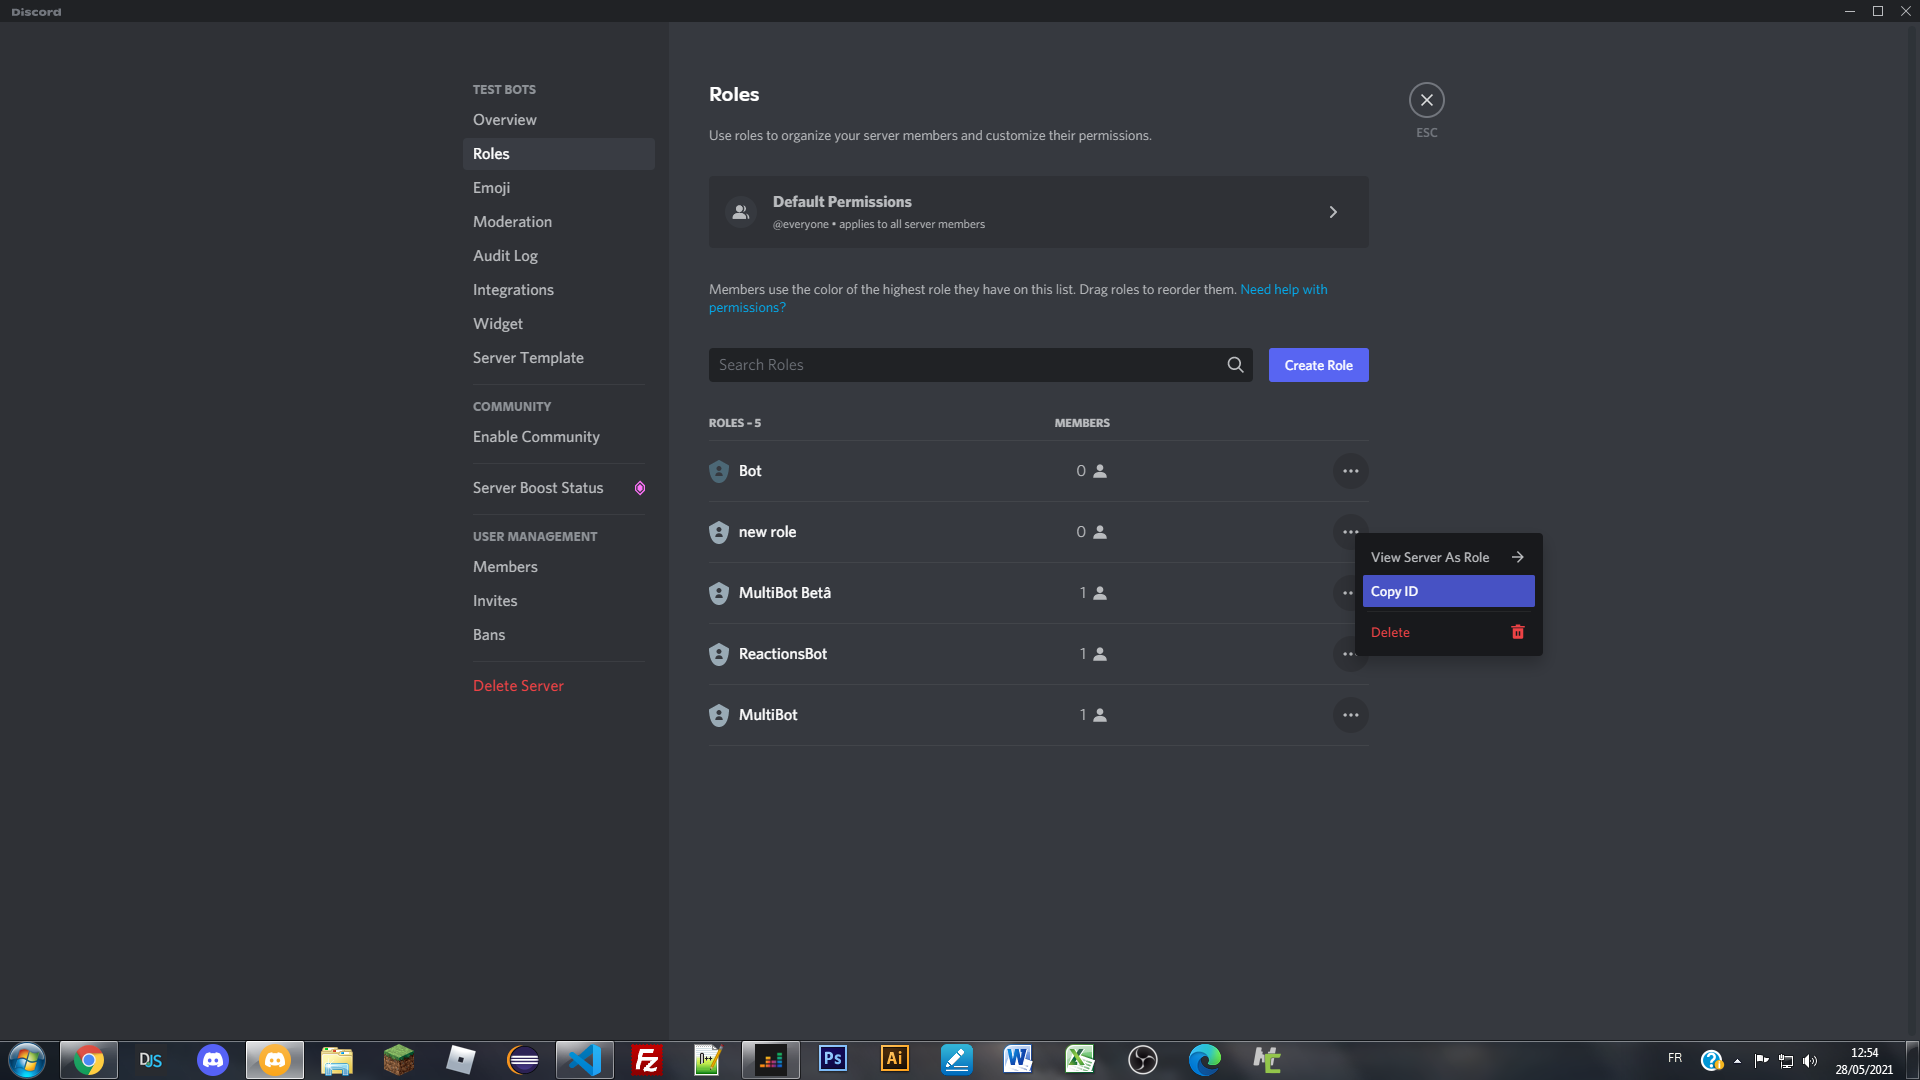 Discord
TEST BOTS
Overview
Roles
Emoji
Moderation
Audit Log
Integrations
Widget
Server Template
COMMUNITY
Enable Community
Server Boost Status
USER MANAGEMENT
Members
Invites
Bans
Delete Server
Roles
Use roles to organize your server members and customize their permissions.
ESC
Default Permissions
@everyone • applies to all server members
Members use the color of the highest role they have on this list. Drag roles to reorder them. Need help with
permissions?
Search Roles
Create Role
ROLES – 5 MEMBERS
Bot 0
new role 0
MultiBot Betâ 1
ReactionsBot 1
MultiBot 1
View Server As Role
Copy ID
Delete
DJS
Fz
n++
Ps
Ai
W
X
FR
12:54
28/05/2021